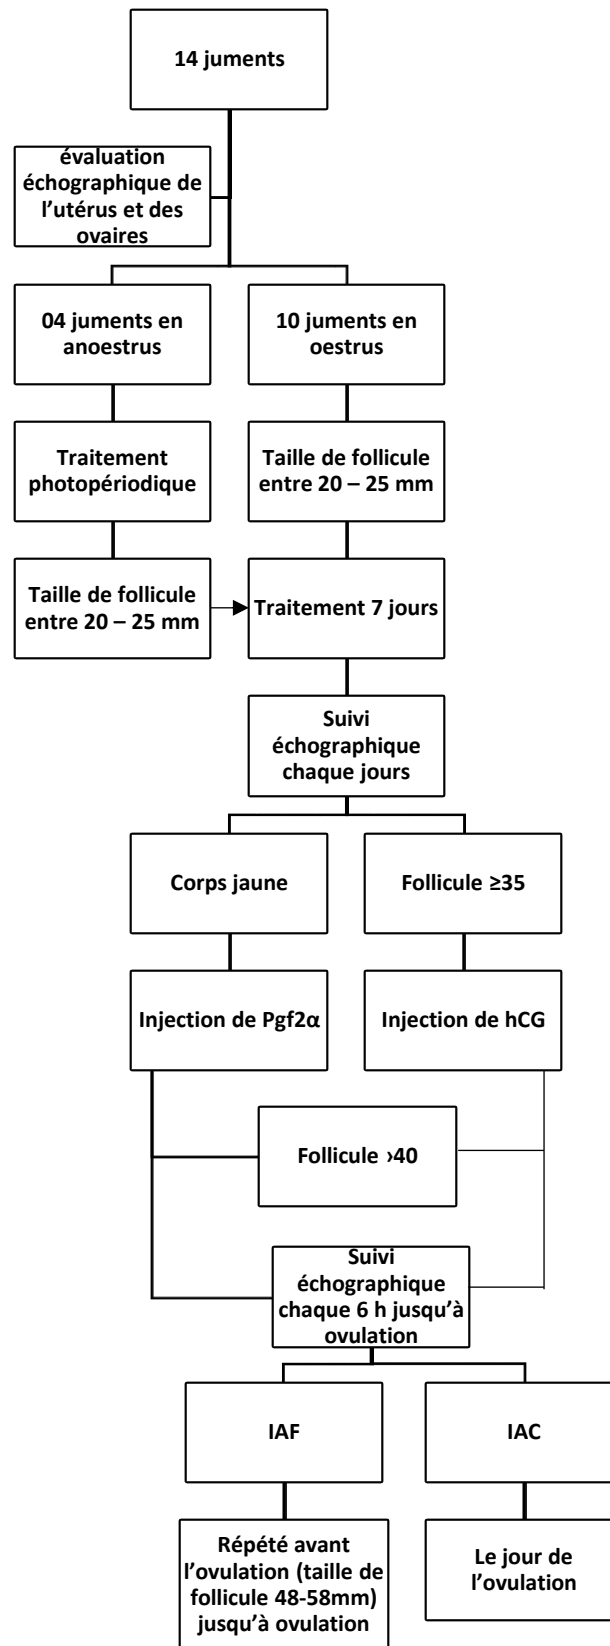 14 juments
évaluation
échographique de
l'utérus et des
ovaires
04 juments en
anoestrus
10 juments en
oestrus
Traitement
photopériodique
Taille de follicule
entre 20 – 25 mm
Taille de follicule
entre 20 – 25 mm
Traitement 7 jours
Suivi
échographique
chaque jours
Corps jaune
Follicule ≥35
Injection de Pgf2α
Injection de hCG
Follicule ›40
Suivi
échographique
chaque 6 h jusqu'à
ovulation
IAF
IAC
Répété avant
l'ovulation (taille de
follicule 48-58mm)
jusqu'à ovulation
Le jour de
l'ovulation